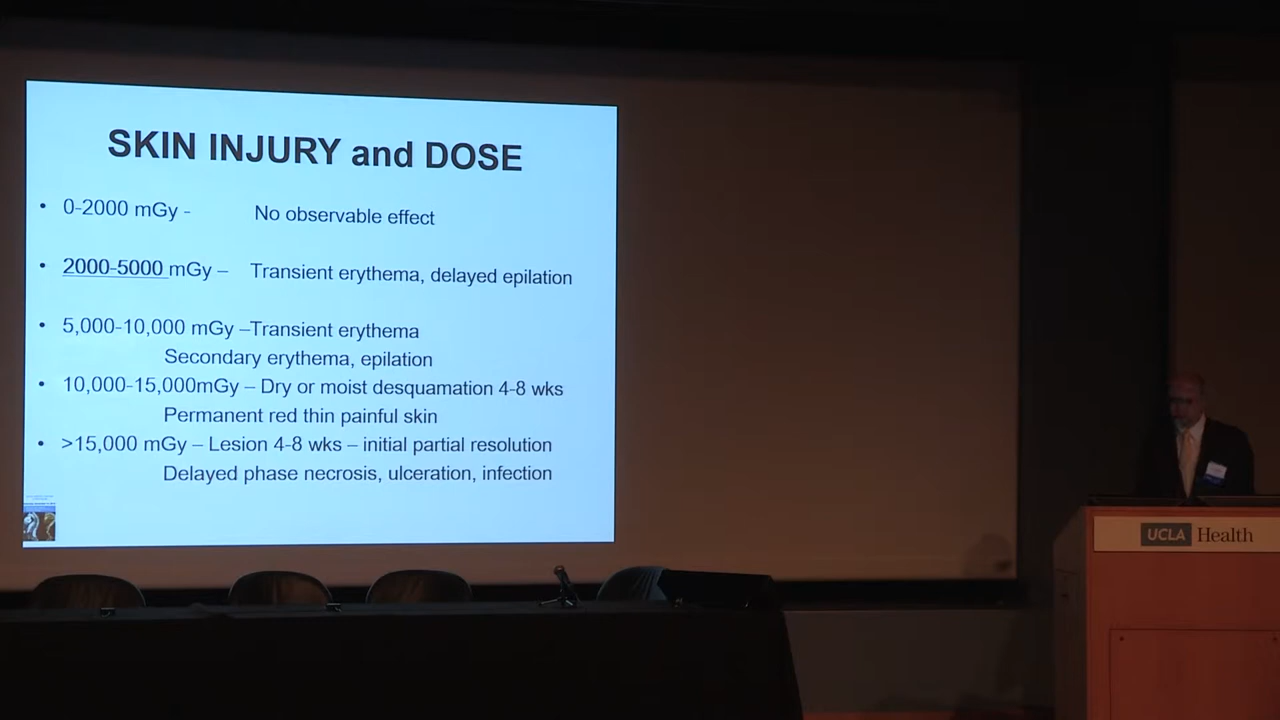 SKIN INJURY and DOSE
• 0-2000 mGy - No observable effect
• 2000-5000 mGy – Transient erythema, delayed epilation
• 5,000-10,000 mGy –Transient erythema
Secondary erythema, epilation
• 10,000-15,000mGy – Dry or moist desquamation 4-8 wks
Permanent red thin painful skin
• >15,000 mGy – Lesion 4-8 wks – initial partial resolution
Delayed phase necrosis, ulceration, infection
UCLA Health